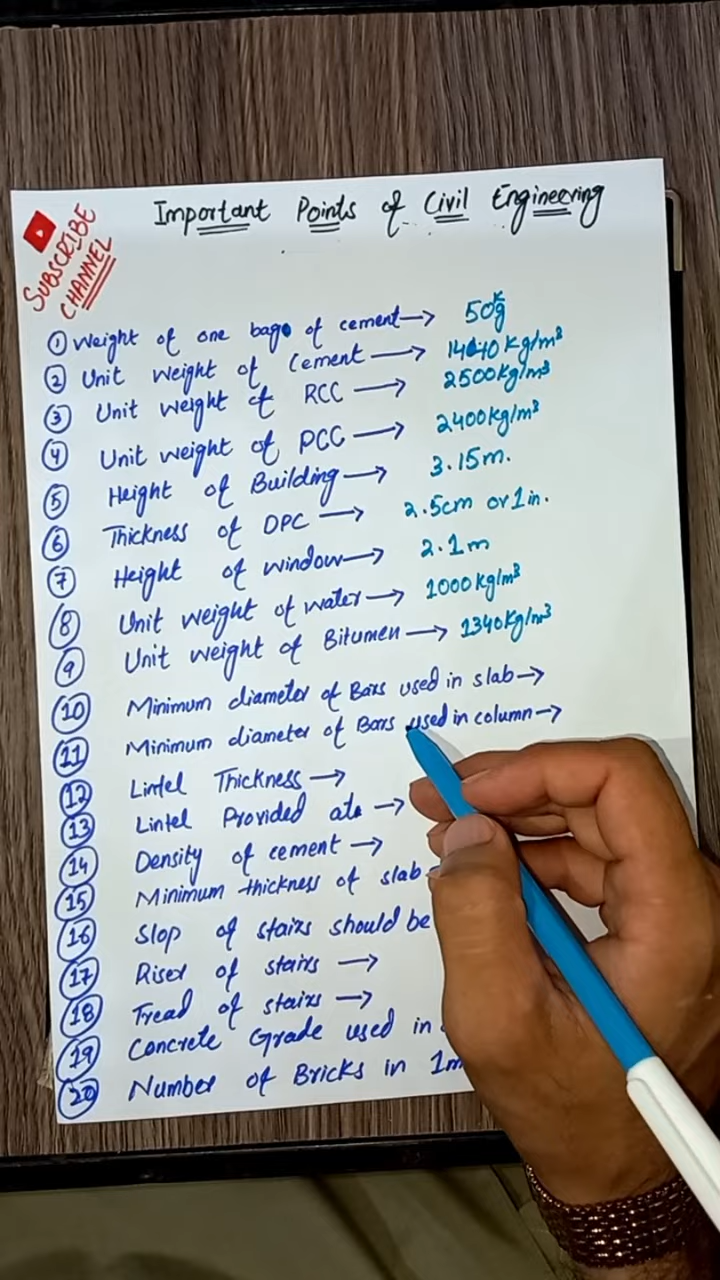 Important Points of Civil Engineering
SUBSCRIBE
CHANNEL
① Weight of one bag of cement → 50kg
② Unit weight of Cement → 1440 Kg/m³
③ Unit weight of RCC → 2500kg/m³
④ Unit weight of PCC → 2400kg/m³
⑤ Height of Building → 3.15m.
⑥ Thickness of DPC → 2.5cm or 1in.
⑦ Height of window → 2.1m
⑧ Unit weight of water → 1000kg/m³
⑨ Unit weight of Bitumen → 1340Kg/m³
⑩ Minimum diameter of Bars used in slab →
⑪ Minimum diameter of Bars used in column →
⑫ Lintel Thickness →
⑬ Lintel Provided at →
⑭ Density of cement →
⑮ Minimum thickness of slab
⑯ Slop of stairs should be
⑰ Riser of stairs →
⑱ Tread of stairs →
⑲ Concrete Grade used in
⑳ Number of Bricks in 1m